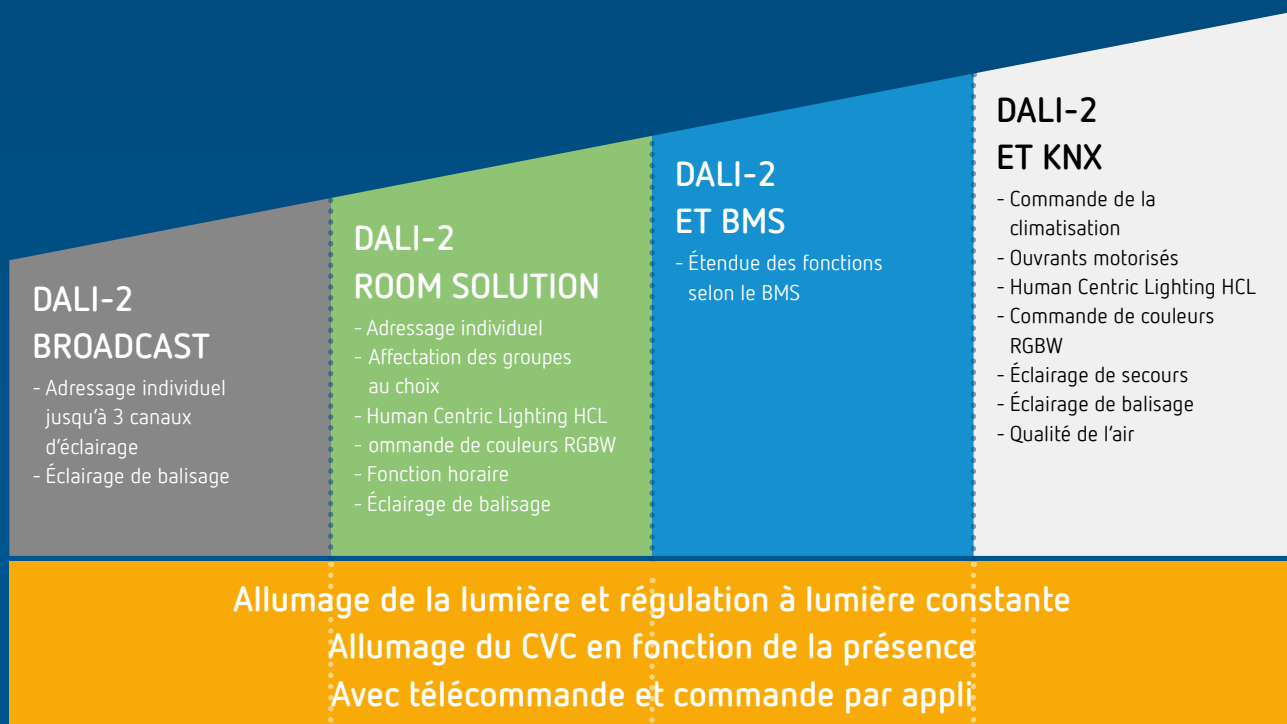 DALI-2
BROADCAST
- Adressage individuel
jusqu'à 3 canaux
d'éclairage
- Éclairage de balisage
DALI-2
ROOM SOLUTION
- Adressage individuel
- Affectation des groupes
au choix
- Human Centric Lighting HCL
- ommande de couleurs RGBW
- Fonction horaire
- Éclairage de balisage
DALI-2
ET BMS
- Étendue des fonctions
selon le BMS
DALI-2
ET KNX
- Commande de la
climatisation
- Ouvrants motorisés
- Human Centric Lighting HCL
- Commande de couleurs
RGBW
- Éclairage de secours
- Éclairage de balisage
- Qualité de l'air
Allumage de la lumière et régulation à lumière constante
Allumage du CVC en fonction de la présence
Avec télécommande et commande par appli